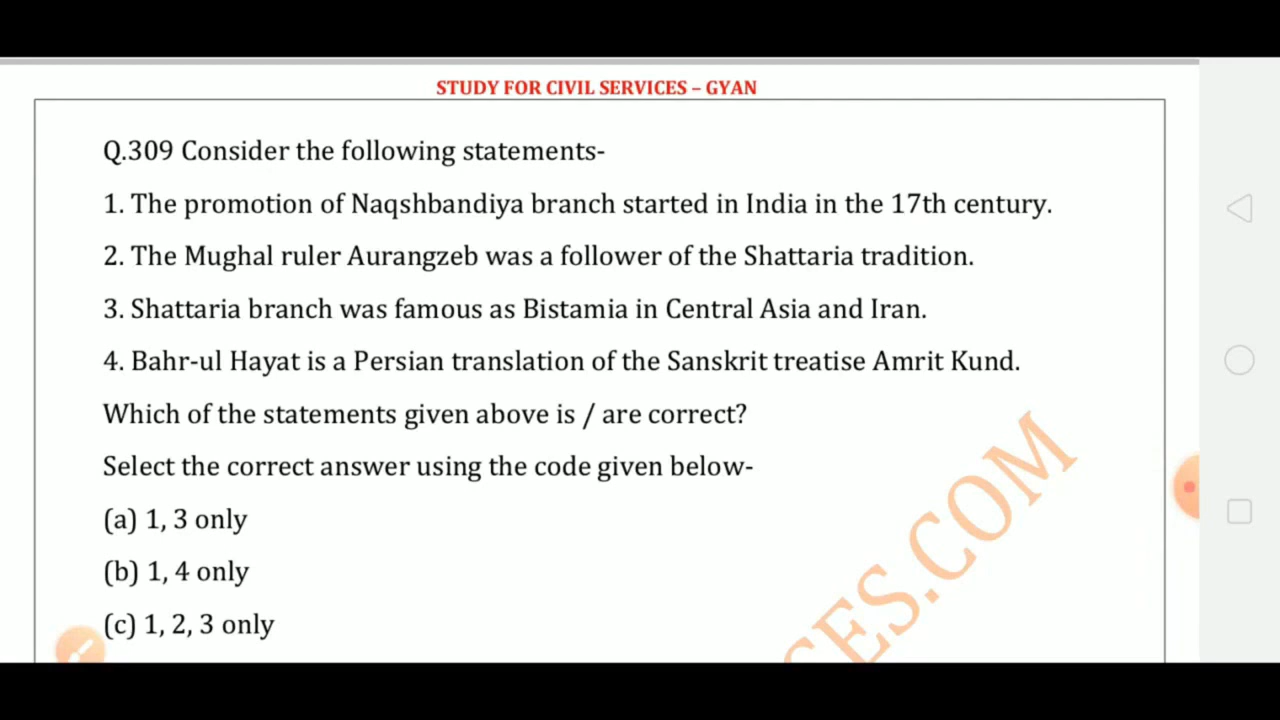 STUDY FOR CIVIL SERVICES – GYAN
Q.309 Consider the following statements-
1. The promotion of Naqshbandiya branch started in India in the 17th century.
2. The Mughal ruler Aurangzeb was a follower of the Shattaria tradition.
3. Shattaria branch was famous as Bistamia in Central Asia and Iran.
4. Bahr-ul Hayat is a Persian translation of the Sanskrit treatise Amrit Kund.
Which of the statements given above is / are correct?
Select the correct answer using the code given below-
(a) 1, 3 only
(b) 1, 4 only
(c) 1, 2, 3 only
CES.COM